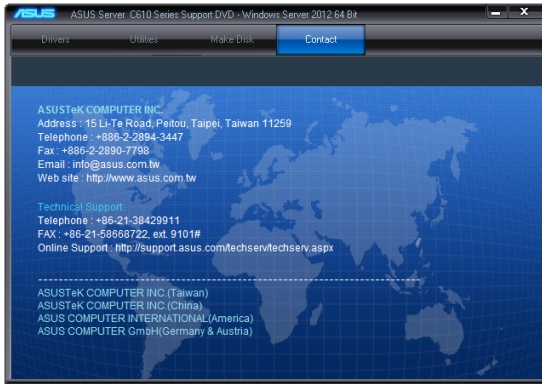 ASUS ASUS Server C610 Series Support DVD - Windows Server 2012 64 Bit
Drivers Utilities Make Disk Contact
ASUSTeK COMPUTER INC.
Address : 15 Li-Te Road, Peitou, Taipei, Taiwan 11259
Telephone : +886-2-2894-3447
Fax : +886-2-2890-7798
Email : info@asus.com.tw
Web site : http://www.asus.com.tw
Technical Support:
Telephone : +86-21-38429911
FAX : +86-21-58668722, ext. 9101#
Online Support : http://support.asus.com/techserv/techserv.aspx
ASUSTeK COMPUTER INC.(Taiwan)
ASUSTeK COMPUTER INC.(China)
ASUS COMPUTER INTERNATIONAL(America)
ASUS COMPUTER GmbH(Germany & Austria)